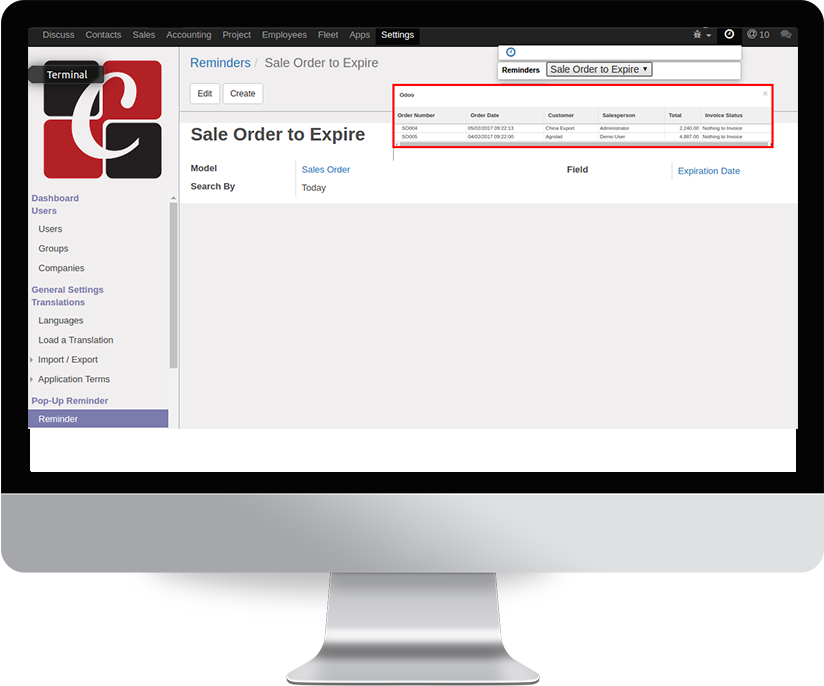 Discuss Contacts Sales Accounting Project Employees Fleet Apps Settings @ 10
Terminal
Reminders / Sale Order to Expire
Reminders Sale Order to Expire
Edit Create
Odoo ×
Order Number Order Date Customer Salesperson Total Invoice Status
SO004 05/02/2017 09:22:13 China Export Administrator 2,240.00 Nothing to Invoice
SO005 04/02/2017 09:22:00 Agrolait Demo User 4,887.00 Nothing to Invoice
Sale Order to Expire
Model Sales Order Field Expiration Date
Search By Today
C
Dashboard
Users
Users
Groups
Companies
General Settings
Translations
Languages
Load a Translation
Import / Export
Application Terms
Pop-Up Reminder
Reminder